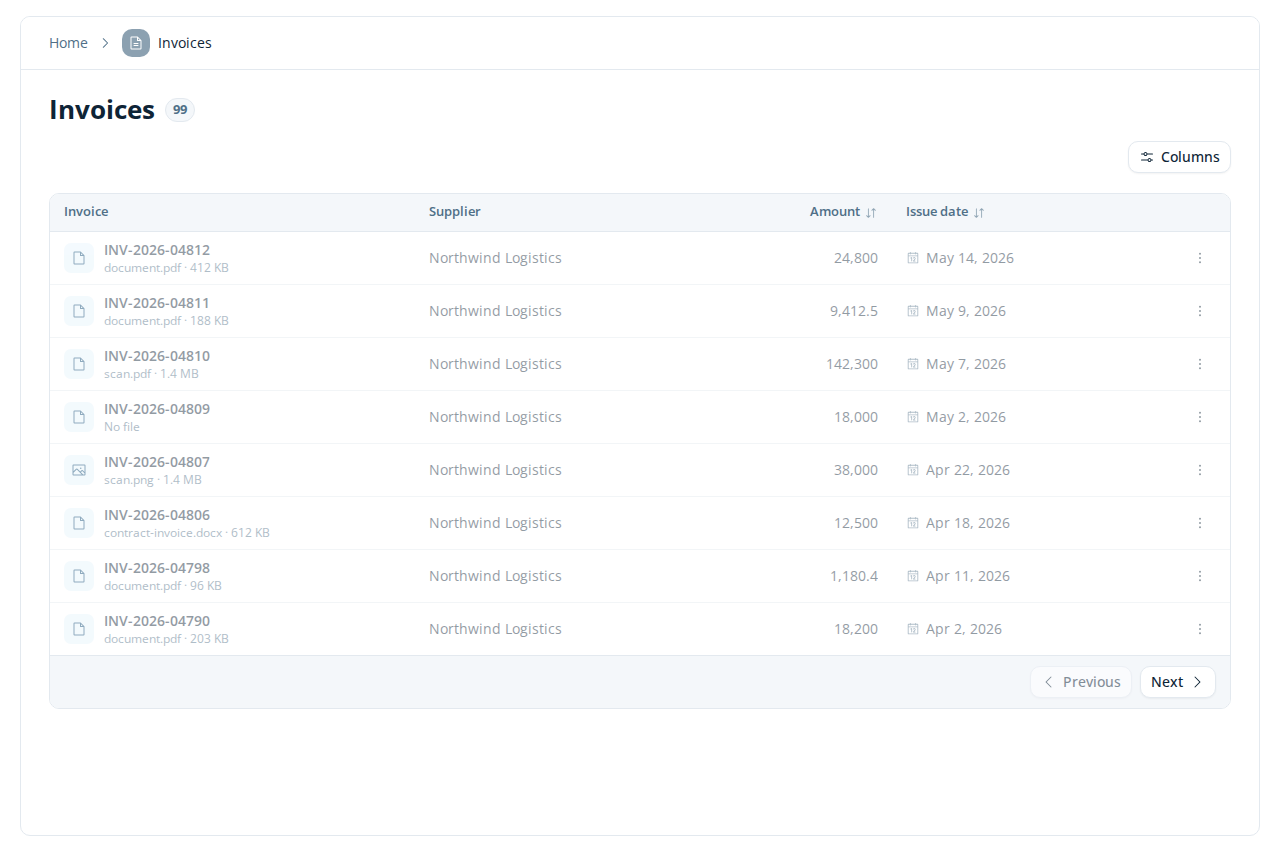 Home Invoices
Invoices 99
Columns
Invoice Supplier Amount Issue date
INV-2026-04812
document.pdf · 412 KB
Northwind Logistics 24,800 May 14, 2026
INV-2026-04811
document.pdf · 188 KB
Northwind Logistics 9,412.5 May 9, 2026
INV-2026-04810
scan.pdf · 1.4 MB
Northwind Logistics 142,300 May 7, 2026
INV-2026-04809
No file
Northwind Logistics 18,000 May 2, 2026
INV-2026-04807
scan.png · 1.4 MB
Northwind Logistics 38,000 Apr 22, 2026
INV-2026-04806
contract-invoice.docx · 612 KB
Northwind Logistics 12,500 Apr 18, 2026
INV-2026-04798
document.pdf · 96 KB
Northwind Logistics 1,180.4 Apr 11, 2026
INV-2026-04790
document.pdf · 203 KB
Northwind Logistics 18,200 Apr 2, 2026
Previous Next